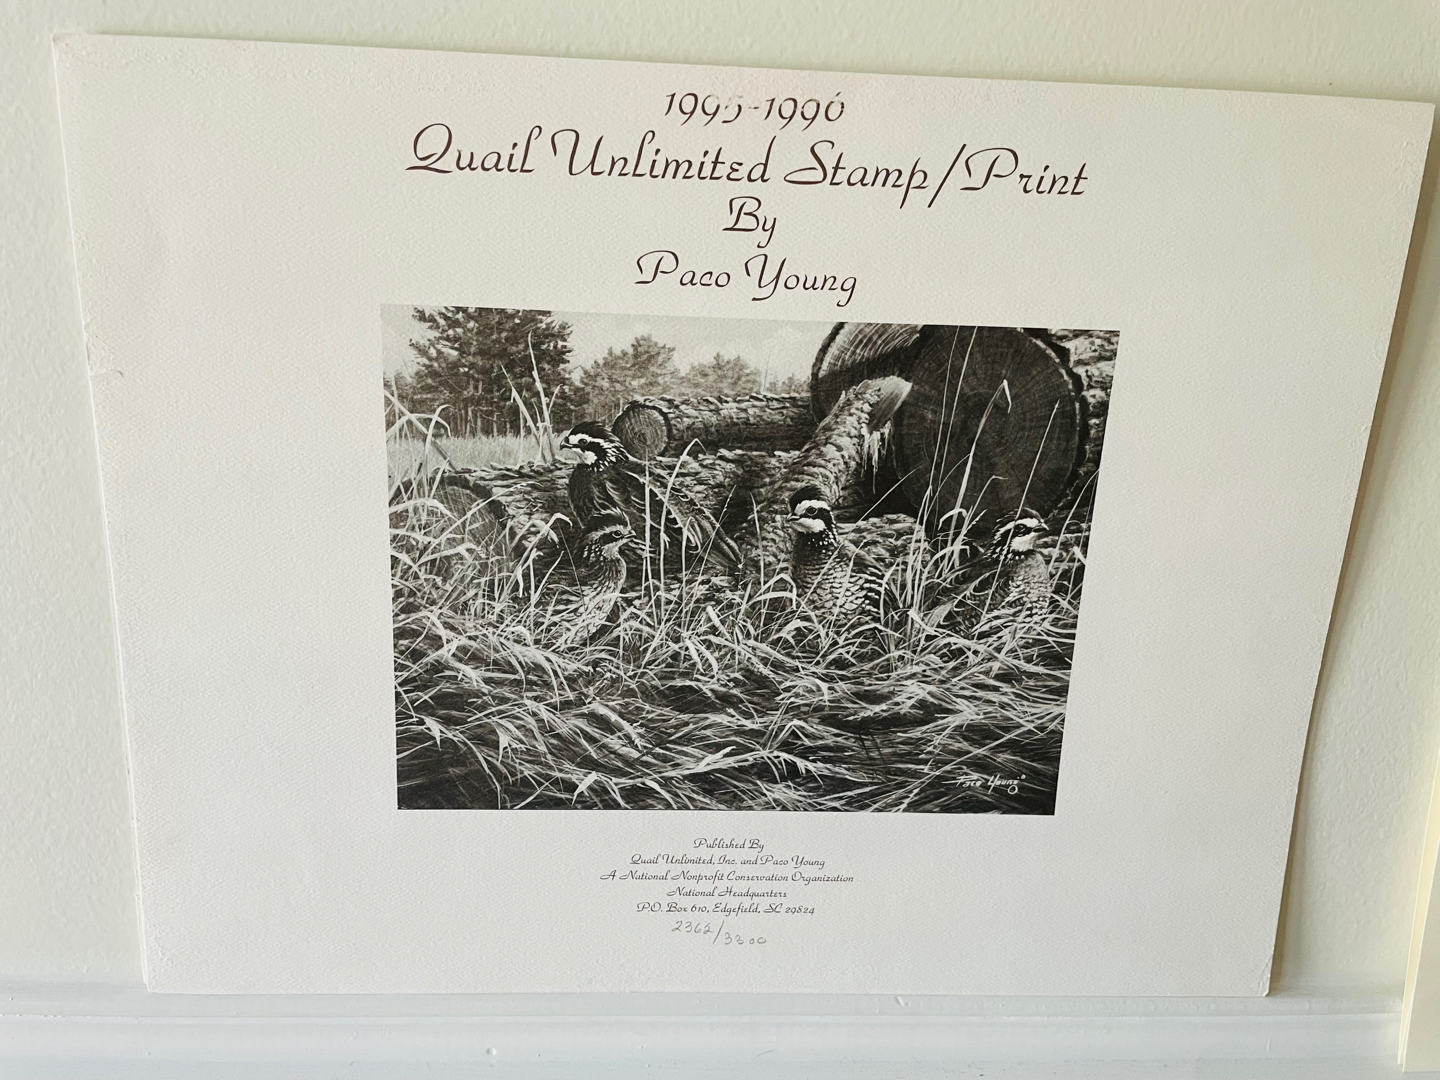 1995-1996
Quail Unlimited Stamp/Print
By
Paco Young
Paco Young
Published By
Quail Unlimited, Inc. and Paco Young
A National Nonprofit Conservation Organization
National Headquarters
P.O. Box 610, Edgefield, SC 29824
2362/3300